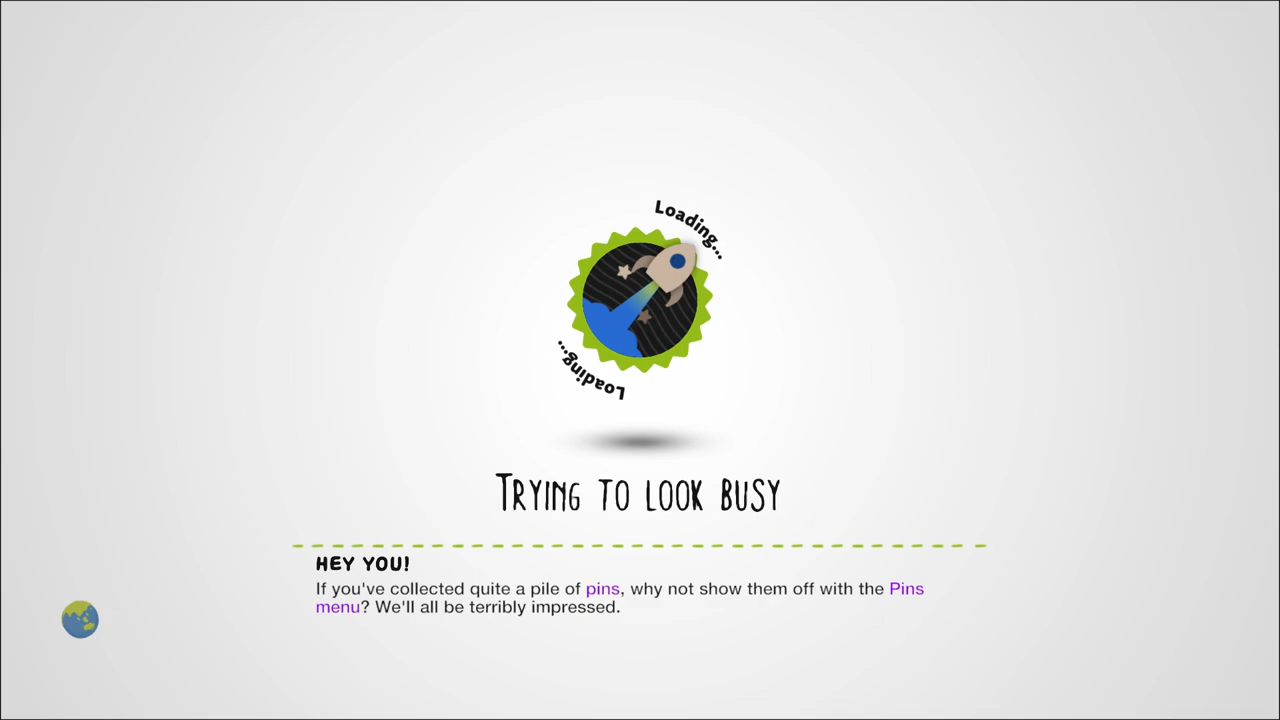 Loading...
Loading...
Trying to look busy
HEY YOU!
If you've collected quite a pile of pins, why not show them off with the Pins
menu? We'll all be terribly impressed.